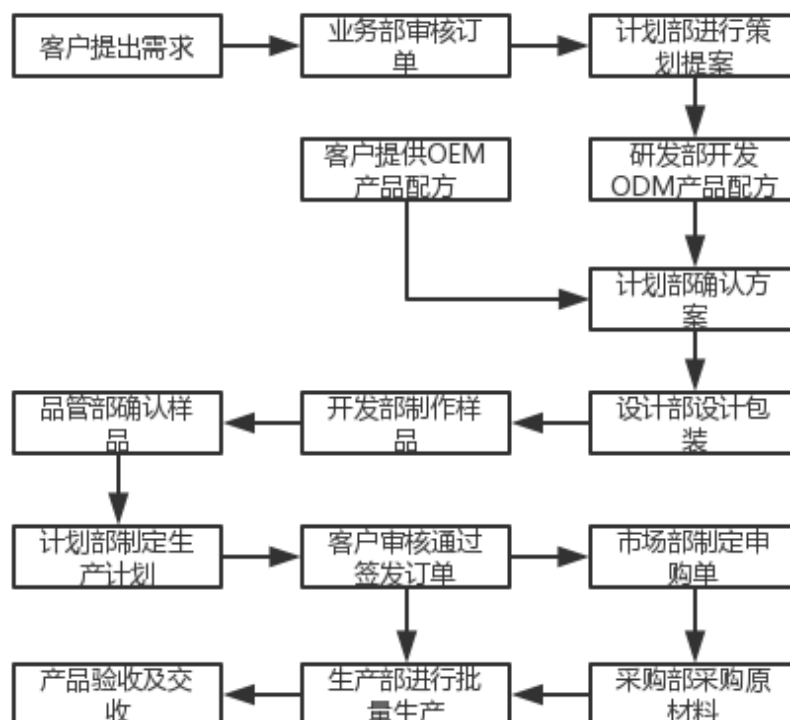 客户提出需求
业务部审核订
单
计划部进行策
划提案
客户提供OEM
产品配方
研发部开发
ODM产品配方
计划部确认方
案
品管部确认样
品
开发部制作样
品
设计部设计包
装
计划部制定生
产计划
客户审核通过
签发订单
市场部制定申
购单
产品验收及交
收
生产部进行批
量生产
采购部采购原
材料